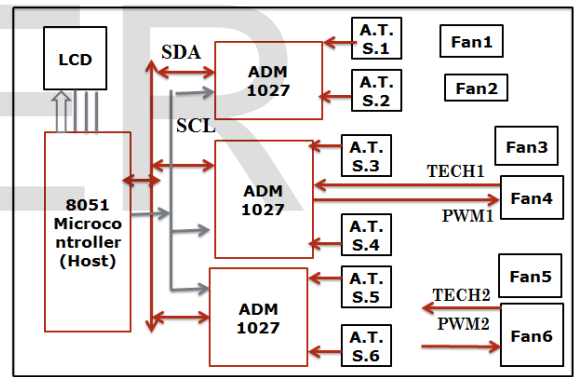 LCD
SDA
SCL
8051
Microco
ntroller
(Host)
ADM
1027
A.T.
S.1
A.T.
S.2
Fan1
Fan2
ADM
1027
A.T.
S.3
A.T.
S.4
Fan3
TECH1
Fan4
PWM1
ADM
1027
A.T.
S.5
A.T.
S.6
Fan5
TECH2
PWM2
Fan6